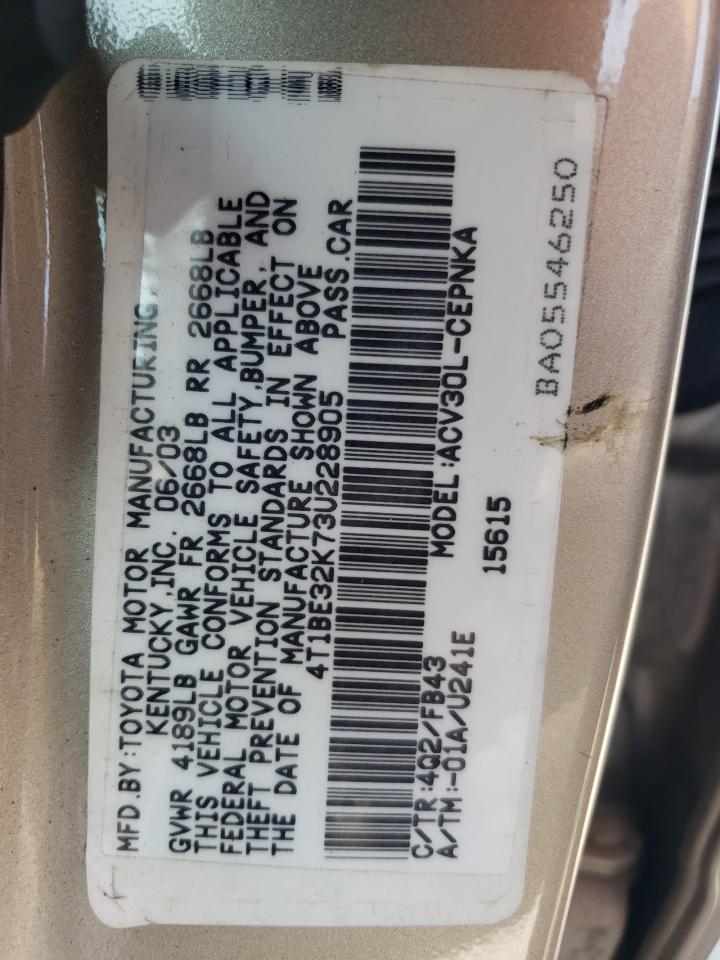 MFD.BY:TOYOTA MOTOR MANUFACTURING,
KENTUCKY,INC. 06/03
GVWR 4189LB GAWR FR 2668LB RR 2668LB
THIS VEHICLE CONFORMS TO ALL APPLICABLE
FEDERAL MOTOR VEHICLE SAFETY,BUMPER, AND
THEFT PREVENTION STANDARDS IN EFFECT ON
THE DATE OF MANUFACTURE SHOWN ABOVE
4T1BE32K73U228905 PASS.CAR
C/TR:4Q2/FB43 MODEL:ACV30L-CEPNKA
A/TM:-01A/U241E 15615
BA05546250